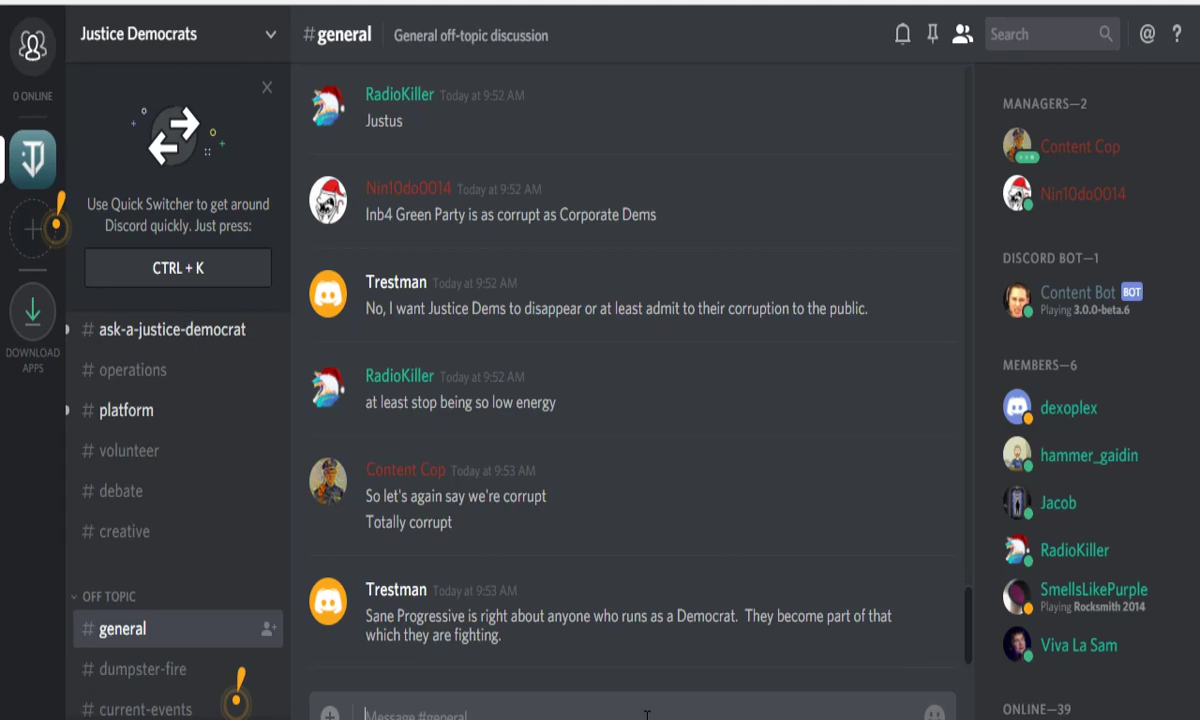 Justice Democrats
#general
General off-topic discussion
Search
@
?
0 ONLINE
DOWNLOAD
APPS
Use Quick Switcher to get around
Discord quickly. Just press:
CTRL + K
# ask-a-justice-democrat
# operations
# platform
# volunteer
# debate
# creative
OFF TOPIC
# general
# dumpster-fire
# current-events
RadioKiller Today at 9:52 AM
Justus
Nin10do0014 Today at 9:52 AM
Inb4 Green Party is as corrupt as Corporate Dems
Trestman Today at 9:52 AM
No, I want Justice Dems to disappear or at least admit to their corruption to the public.
RadioKiller Today at 9:52 AM
at least stop being so low energy
Content Cop Today at 9:53 AM
So let's again say we're corrupt
Totally corrupt
Trestman Today at 9:53 AM
Sane Progressive is right about anyone who runs as a Democrat. They become part of that
which they are fighting.
Message #general
MANAGERS—2
Content Cop
Nin10do0014
DISCORD BOT—1
Content Bot BOT
Playing 3.0.0-beta.6
MEMBERS—6
dexoplex
hammer_gaidin
Jacob
RadioKiller
SmellsLikePurple
Playing Rocksmith 2014
Viva La Sam
ONLINE—39